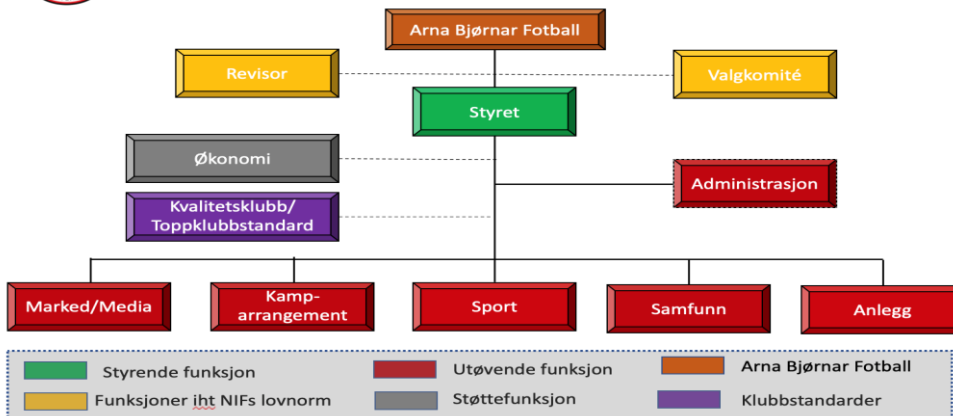 Arna Bjørnar Fotball
Revisor
Valgkomité
Styret
Økonomi
Administrasjon
Kvalitetsklubb/
Toppklubbstandard
Marked/Media
Kamp-
arrangement
Sport
Samfunn
Anlegg
Styrende funksjon
Utøvende funksjon
Arna Bjørnar Fotball
Funksjoner iht NIFs lovnorm
Støttefunksjon
Klubbstandarder